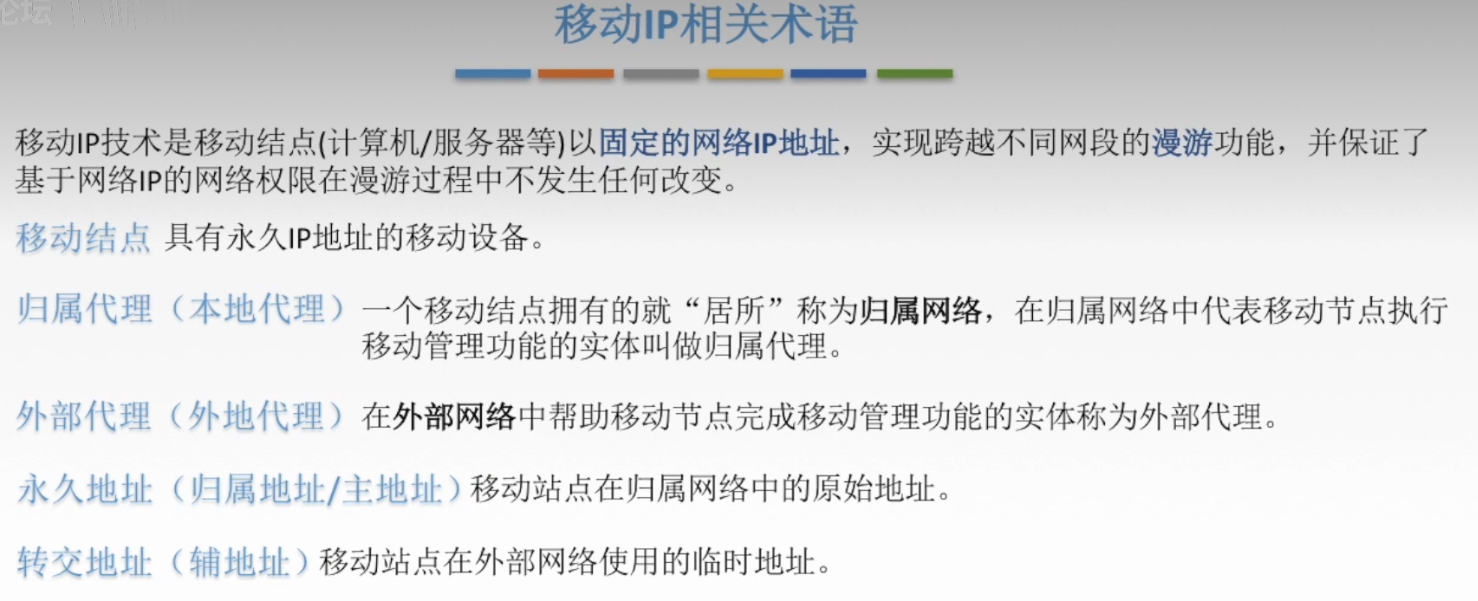 论坛
移动IP相关术语
移动IP技术是移动结点(计算机/服务器等)以固定的网络IP地址，实现跨越不同网段的漫游功能，并保证了
基于网络IP的网络权限在漫游过程中不发生任何改变。
移动结点 具有永久IP地址的移动设备。
归属代理（本地代理）一个移动结点拥有的就“居所”称为归属网络，在归属网络中代表移动节点执行
移动管理功能的实体叫做归属代理。
外部代理（外地代理）在外部网络中帮助移动节点完成移动管理功能的实体称为外部代理。
永久地址（归属地址/主地址）移动站点在归属网络中的原始地址。
转交地址（辅地址）移动站点在外部网络使用的临时地址。